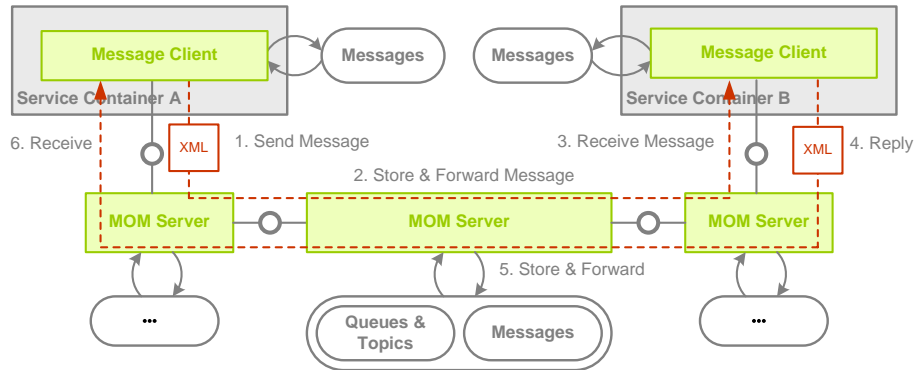 Message Client
Messages
Messages
Message Client
Service Container A
Service Container B
6. Receive
XML
1. Send Message
3. Receive Message
XML
4. Reply
2. Store & Forward Message
MOM Server
MOM Server
MOM Server
5. Store & Forward
...
Queues &
Topics
Messages
...